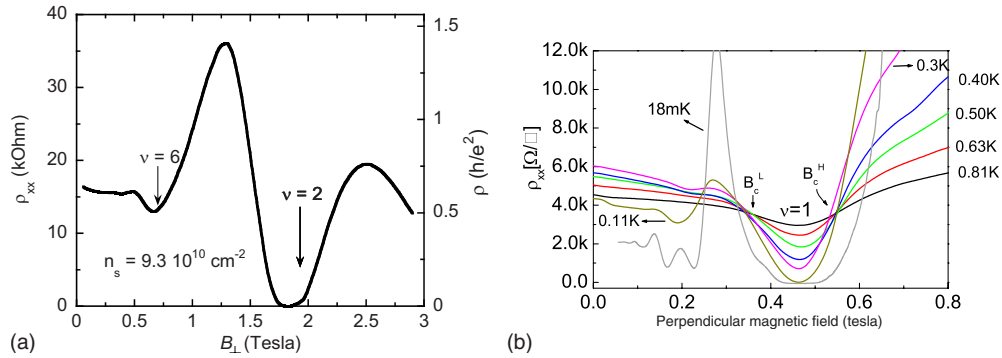 40
30
20
10
0
ρxx (kOhm)
ν = 6
ν = 2
nₛ = 9.3 10¹⁰ cm⁻²
1.5
1
0.5
0
ρ (h/e²)
0 0.5 1 1.5 2 2.5 3
B⊥ (Tesla)
(a)
(b)
12.0k
10.0k
8.0k
6.0k
4.0k
2.0k
0.0
ρxx[Ω/□]
18mK
0.11K
B_c^L
ν=1
B_c^H
0.3K
0.40K
0.50K
0.63K
0.81K
0.0 0.2 0.4 0.6 0.8
Perpendicular magnetic field (tesla)